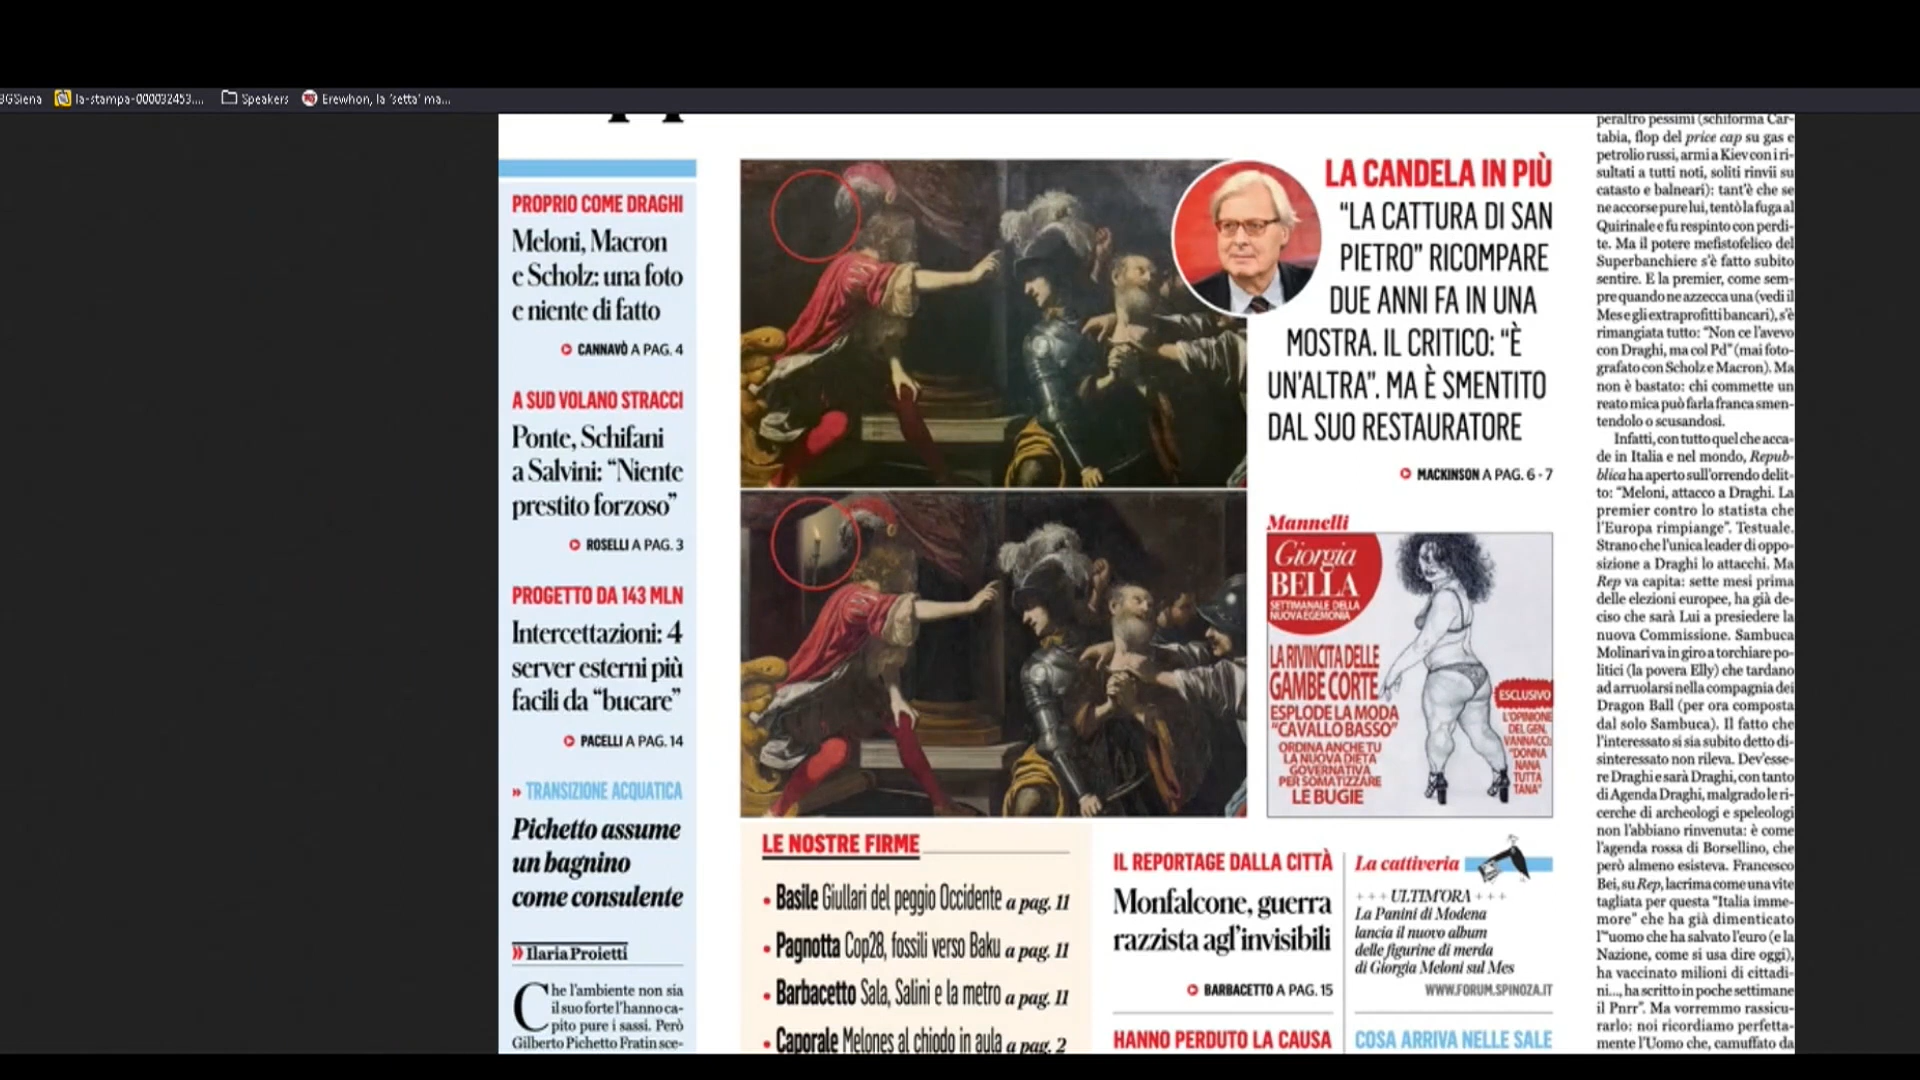 BGSiena
la-stampa-000032453....
Speakers
Erewhon, la 'setta' ma...
PROPRIO COME DRAGHI
Meloni, Macron
e Scholz: una foto
e niente di fatto
CANNAVÒ A PAG. 4
A SUD VOLANO STRACCI
Ponte, Schifani
a Salvini: “Niente
prestito forzoso”
ROSELLI A PAG. 3
PROGETTO DA 143 MLN
Intercettazioni: 4
server esterni più
facili da “bucare”
PACELLI A PAG. 14
» TRANSIZIONE ACQUATICA
Pichetto assume
un bagnino
come consulente
» Ilaria Proietti
Che l'ambiente non sia
il suo forte l'hanno ca-
pito pure i sassi. Però
Gilberto Pichetto Fratin sce-
LA CANDELA IN PIÙ
“LA CATTURA DI SAN
PIETRO” RICOMPARE
DUE ANNI FA IN UNA
MOSTRA. IL CRITICO: “È
UN'ALTRA”. MA È SMENTITO
DAL SUO RESTAURATORE
MACKINSON A PAG. 6 - 7
Mannelli
Giorgia
BELLA
SETTIMANALE DELLA
NUOVA EGEMONIA
LA RIVINCITA DELLE
GAMBE CORTE
ESPLODE LA MODA
“CAVALLO BASSO”
ORDINA ANCHE TU
LA NUOVA DIETA
GOVERNATIVA
PER SOMATIZZARE
LE BUGIE
ESCLUSIVO
L'OPINIONE
DEL GEN.
VANNACCI:
“DONNA
NANA
TUTTA
TANA”
LE NOSTRE FIRME
• Basile Giullari del peggio Occidente a pag. 11
• Pagnotta Cop28, fossili verso Baku a pag. 11
• Barbacetto Sala, Salini e la metro a pag. 11
• Caporale Melones al chiodo in aula a pag. 2
IL REPORTAGE DALLA CITTÀ
Monfalcone, guerra
razzista agl'invisibili
BARBACETTO A PAG. 15
HANNO PERDUTO LA CAUSA
La cattiveria
+ + + ULTIM'ORA + + +
La Panini di Modena
lancia il nuovo album
delle figurine di merda
di Giorgia Meloni sul Mes
WWW.FORUM.SPINOZA.IT
COSA ARRIVA NELLE SALE
peraltro pessimi (schiforma Car-
tabia, flop del price cap su gas e
petrolio russi, armi a Kiev con i ri-
sultati a tutti noti, soliti rinvii su
catasto e balneari): tant'è che se
ne accorse pure lui, tentò la fuga al
Quirinale e fu respinto con perdi-
te. Ma il potere mefistofelico del
Superbanchiere s'è fatto subito
sentire. E la premier, come sem-
pre quando ne azzecca una (vedi il
Mes e gli extraprofitti bancari), s'è
rimangiata tutto: “Non ce l'avevo
con Draghi, ma col Pd” (mai foto-
grafato con Scholz e Macron). Ma
non è bastato: chi commette un
reato mica può farla franca smen-
tendolo o scusandosi.
Infatti, con tutto quel che acca-
de in Italia e nel mondo, Repub-
blica ha aperto sull'orrendo delit-
to: “Meloni, attacco a Draghi. La
premier contro lo statista che
l'Europa rimpiange”. Testuale.
Strano che l'unica leader di oppo-
sizione a Draghi lo attacchi. Ma
Rep va capita: sette mesi prima
delle elezioni europee, ha già de-
ciso che sarà Lui a presiedere la
nuova Commissione. Sambuca
Molinari va in giro a torchiare po-
litici (la povera Elly) che tardano
ad arruolarsi nella compagnia dei
Dragon Ball (per ora composta
dal solo Sambuca). Il fatto che
l'interessato si sia subito detto di-
sinteressato non rileva. Dev'esse-
re Draghi e sarà Draghi, con tanto
di Agenda Draghi, malgrado le ri-
cerche di archeologi e speleologi
non l'abbiano rinvenuta: è come
l'agenda rossa di Borsellino, che
però almeno esisteva. Francesco
Bei, su Rep, lacrima come una vite
tagliata per questa “Italia imme-
more” che ha già dimenticato
l'“uomo che ha salvato l'euro (e la
Nazione, come si usa dire oggi),
ha vaccinato milioni di cittadi-
ni..., ha scritto in poche settimane
il Pnrr”. Ma vorremmo rassicu-
rarlo: noi ricordiamo perfetta-
mente l'Uomo che, camuffato da